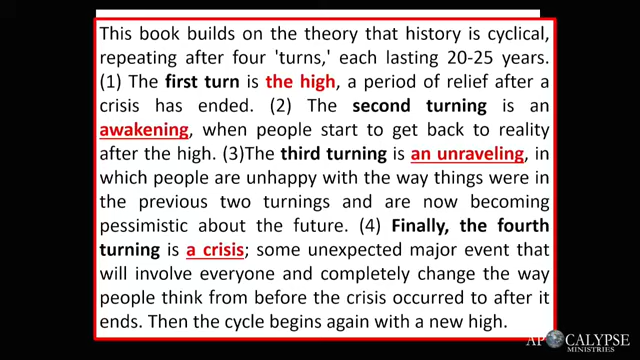 This book builds on the theory that history is cyclical,
repeating after four 'turns,' each lasting 20-25 years.
(1) The first turn is the high, a period of relief after a
crisis has ended. (2) The second turning is an
awakening, when people start to get back to reality
after the high. (3)The third turning is an unraveling, in
which people are unhappy with the way things were in
the previous two turnings and are now becoming
pessimistic about the future. (4) Finally, the fourth
turning is a crisis; some unexpected major event that
will involve everyone and completely change the way
people think from before the crisis occurred to after it
ends. Then the cycle begins again with a new high.
APOCALYPSE
MINISTRIES